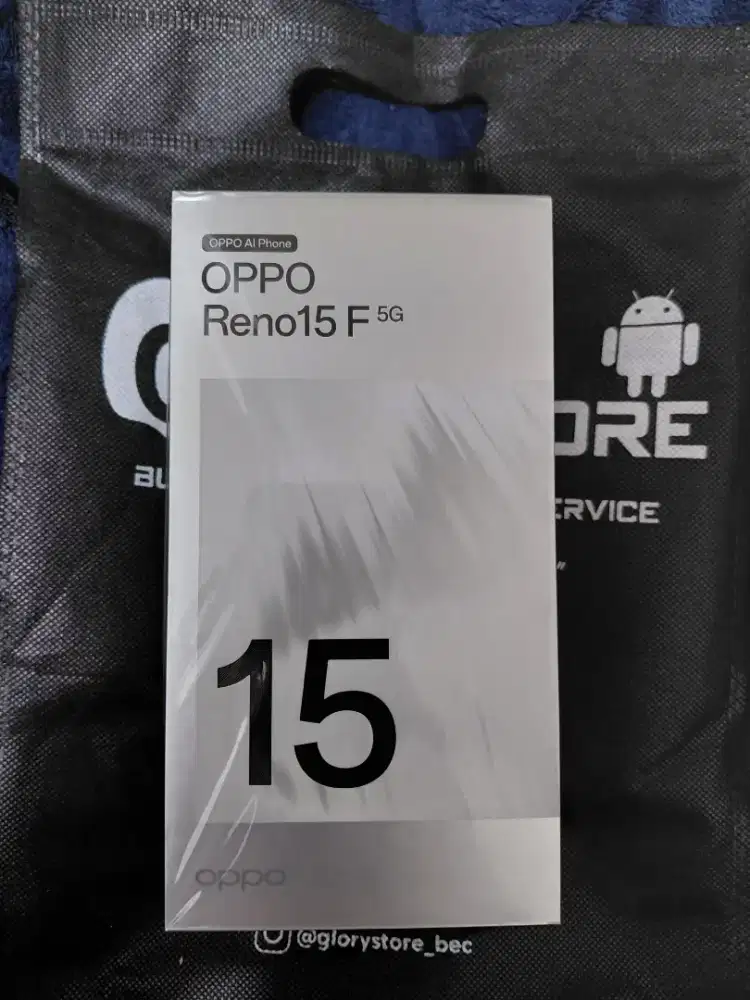 OPPO AI Phone
OPPO
Reno15 F 5G
ORE
ERVICE
15
oppo
@glorystore_bec